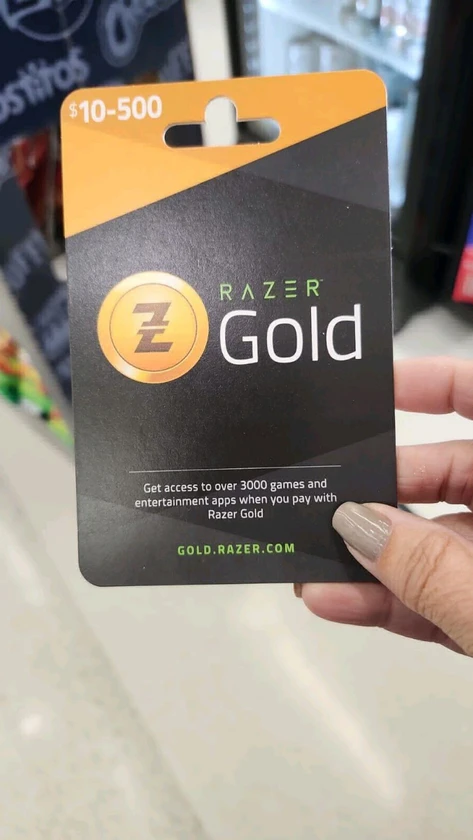 $10-500
RAZER
Gold
Get access to over 3000 games and
entertainment apps when you pay with
Razer Gold
GOLD.RAZER.COM
ostitos